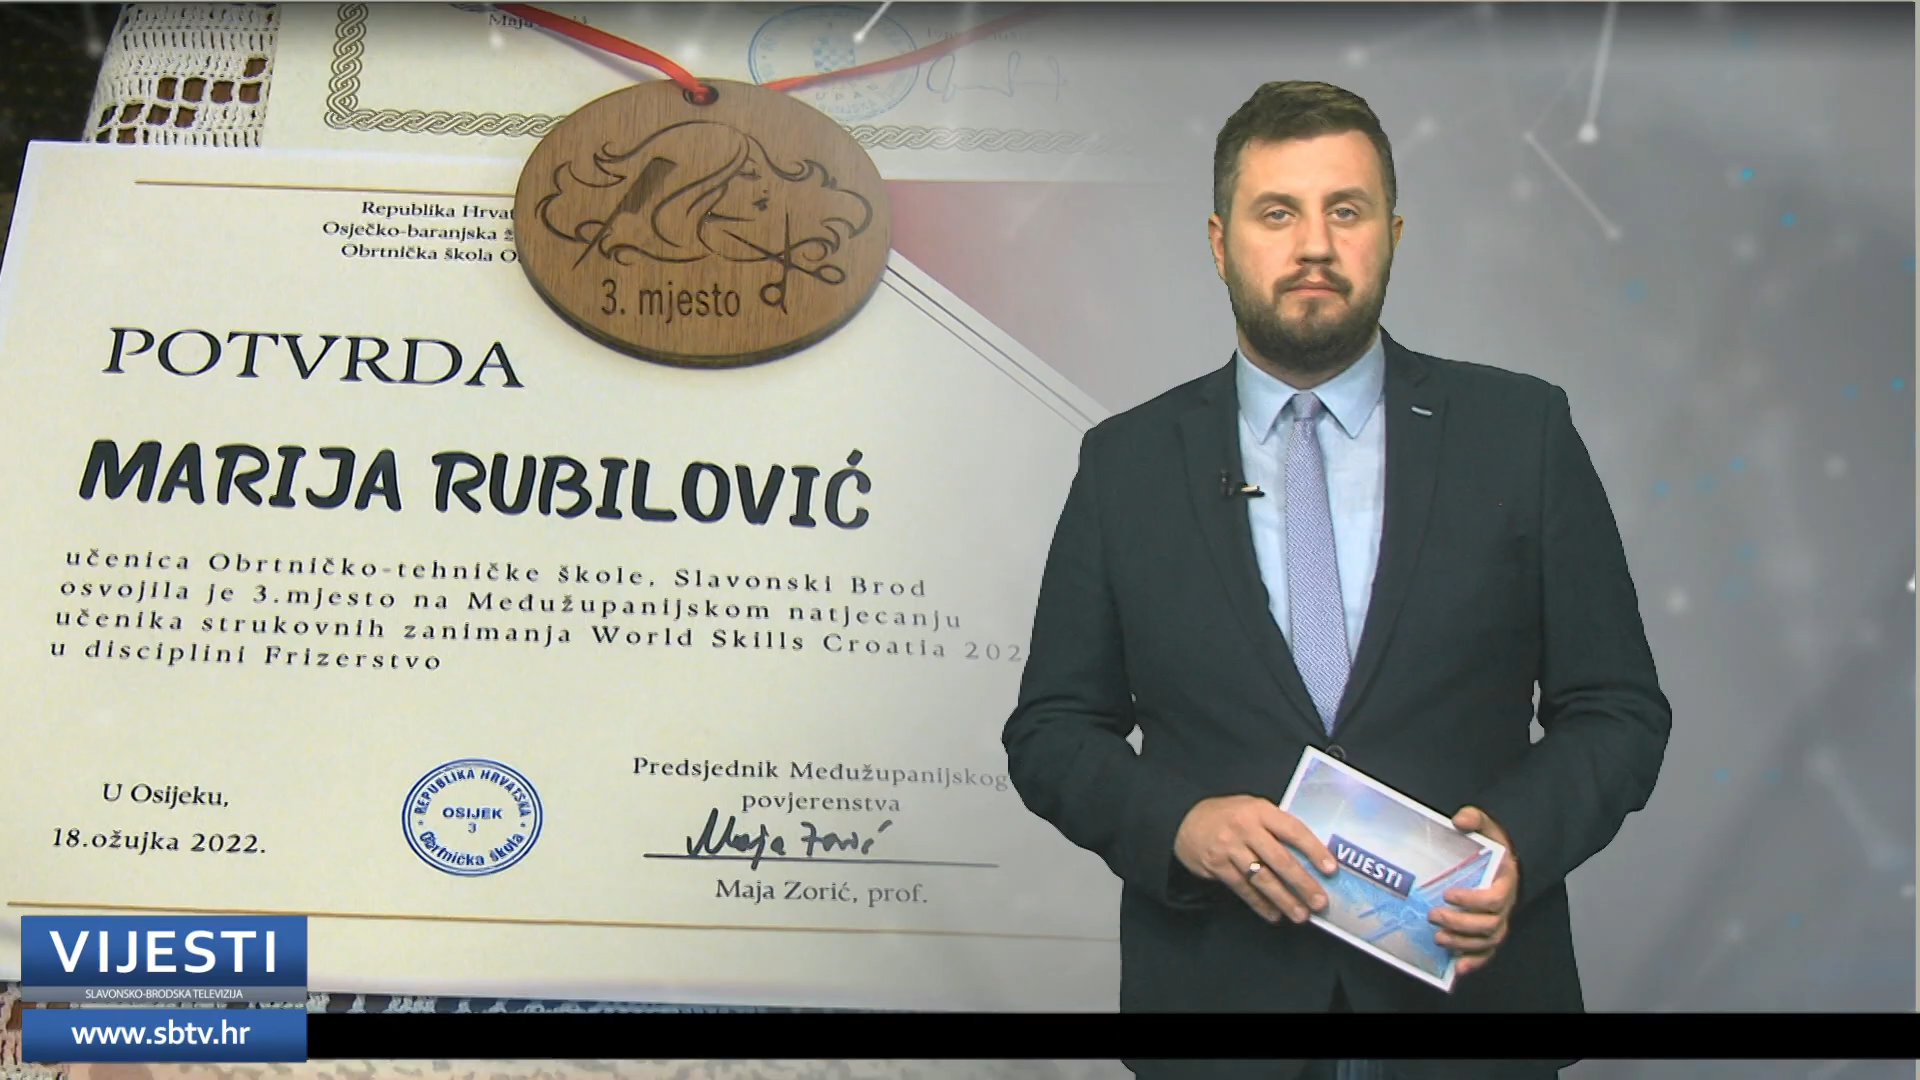 Republika Hrvat
Osječko-baranjska
Obrtnička škola O
3. mjesto
POTVRDA
MARIJA RUBILOVIĆ
učenica Obrtničko-tehničke škole, Slavonski Brod
osvojila je 3.mjesto na Međužupanijskom natjecanju
učenika strukovnih zanimanja World Skills Croatia 202
u disciplini Frizerstvo
U Osijeku,
18.ožujka 2022.
REPUBLIKA HRVATSKA
OSIJEK
3
Obrtnička škola
Predsjednik Međužupanijskog
povjerenstva
Maja Zorić
Maja Zorić, prof.
VIJESTI
VIJESTI
SLAVONSKO-BRODSKA TELEVIZIJA
www.sbtv.hr